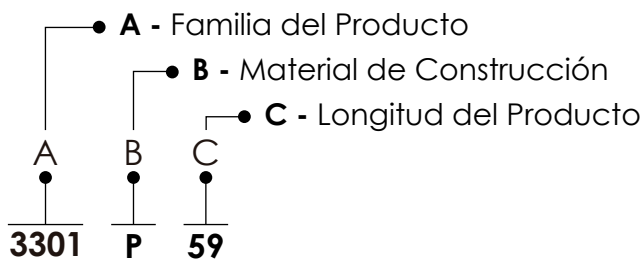 A - Familia del Producto
B - Material de Construcción
C - Longitud del Producto
A B C
3301 P 59